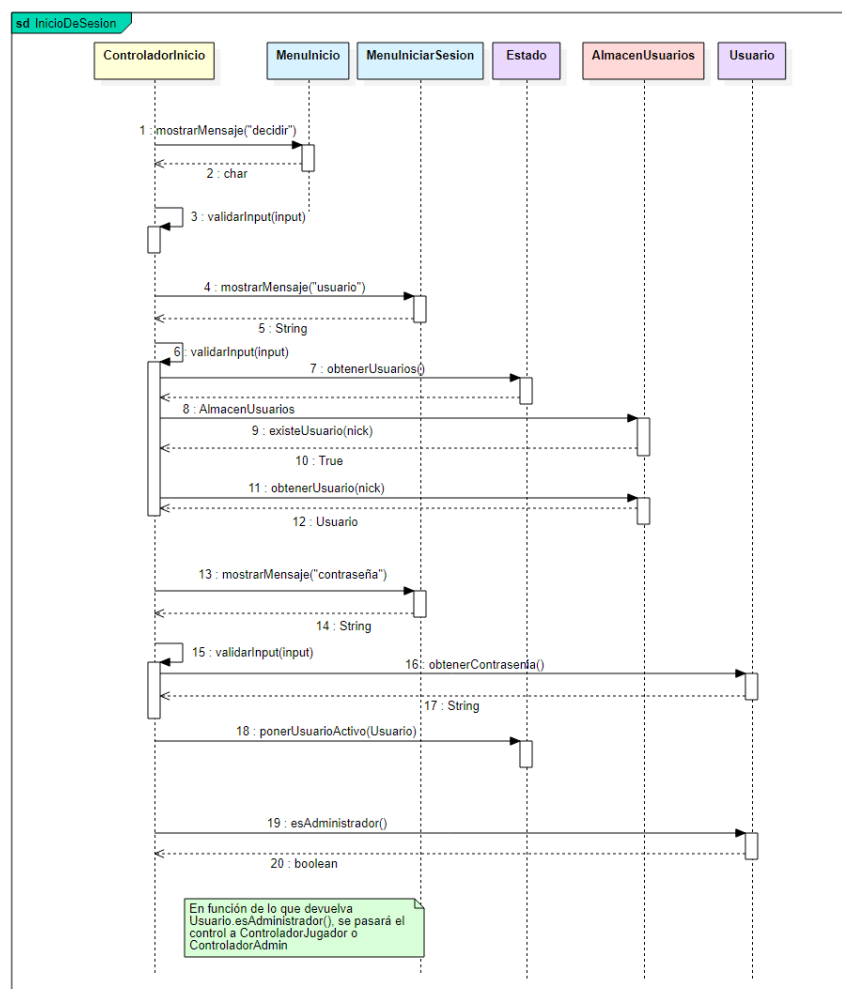 sd InicioDeSesion
ControladorInicio
MenuInicio
MenuIniciarSesion
Estado
AlmacenUsuarios
Usuario
1 : mostrarMensaje("decidir")
2 : char
3 : validarInput(input)
4 : mostrarMensaje("usuario")
5 : String
6 : validarInput(input)
7 : obtenerUsuarios()
8 : AlmacenUsuarios
9 : existeUsuario(nick)
10 : True
11 : obtenerUsuario(nick)
12 : Usuario
13 : mostrarMensaje("contraseña")
14 : String
15 : validarInput(input)
16 : obtenerContrasenia()
17 : String
18 : ponerUsuarioActivo(Usuario)
19 : esAdministrador()
20 : boolean
En función de lo que devuelva
Usuario.esAdministrador(), se pasará el
control a ControladorJugador o
ControladorAdmin